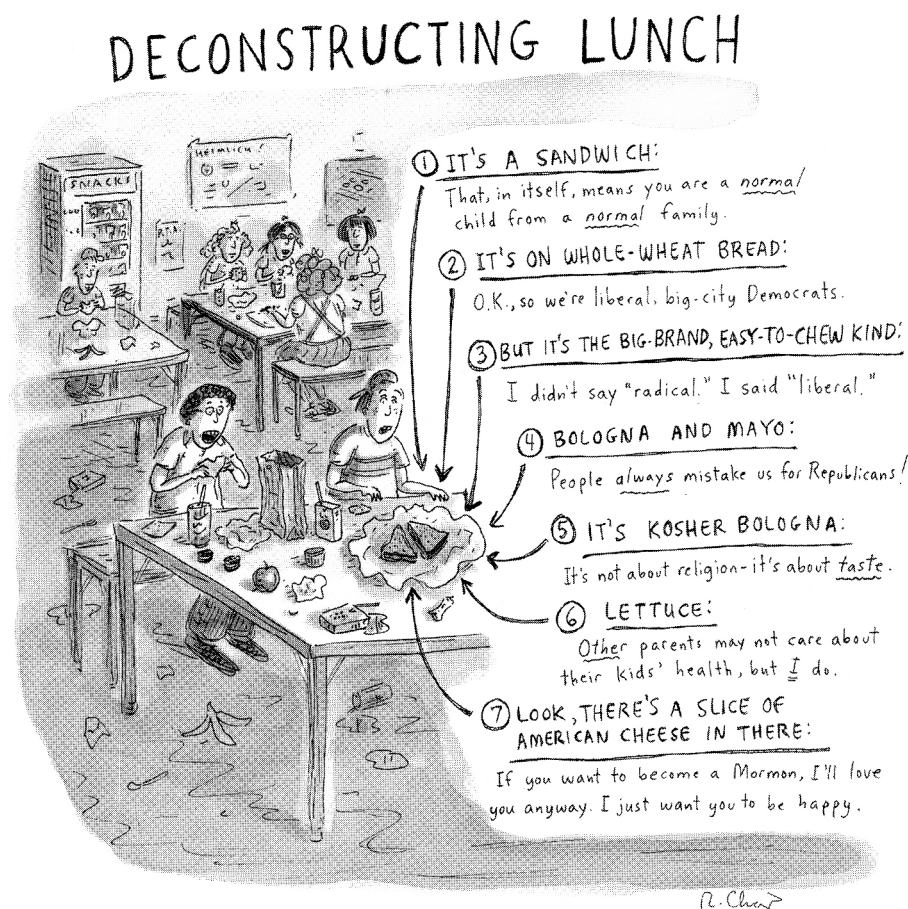 DECONSTRUCTING LUNCH
SNACKS
HEIMLICH!
P.T.A.
① IT'S A SANDWICH:
That, in itself, means you are a normal
child from a normal family.
② IT'S ON WHOLE-WHEAT BREAD:
O.K., so we're liberal, big-city Democrats.
③ BUT IT'S THE BIG-BRAND, EASY-TO-CHEW KIND:
I didn't say "radical." I said "liberal."
④ BOLOGNA AND MAYO:
People always mistake us for Republicans!
⑤ IT'S KOSHER BOLOGNA:
It's not about religion–it's about taste.
⑥ LETTUCE:
Other parents may not care about
their kids' health, but I do.
⑦ LOOK, THERE'S A SLICE OF
AMERICAN CHEESE IN THERE:
If you want to become a Mormon, I'll love
you anyway. I just want you to be happy.
R. Chast